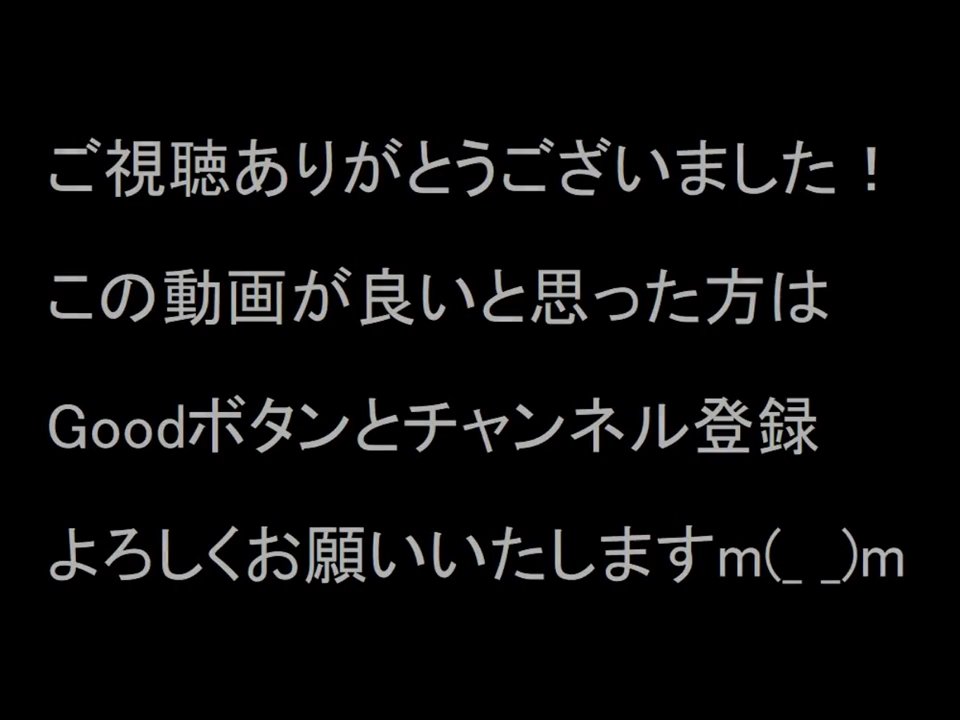 ご視聴ありがとうございました！
この動画が良いと思った方は
Goodボタンとチャンネル登録
よろしくお願いいたしますm(_ _)m